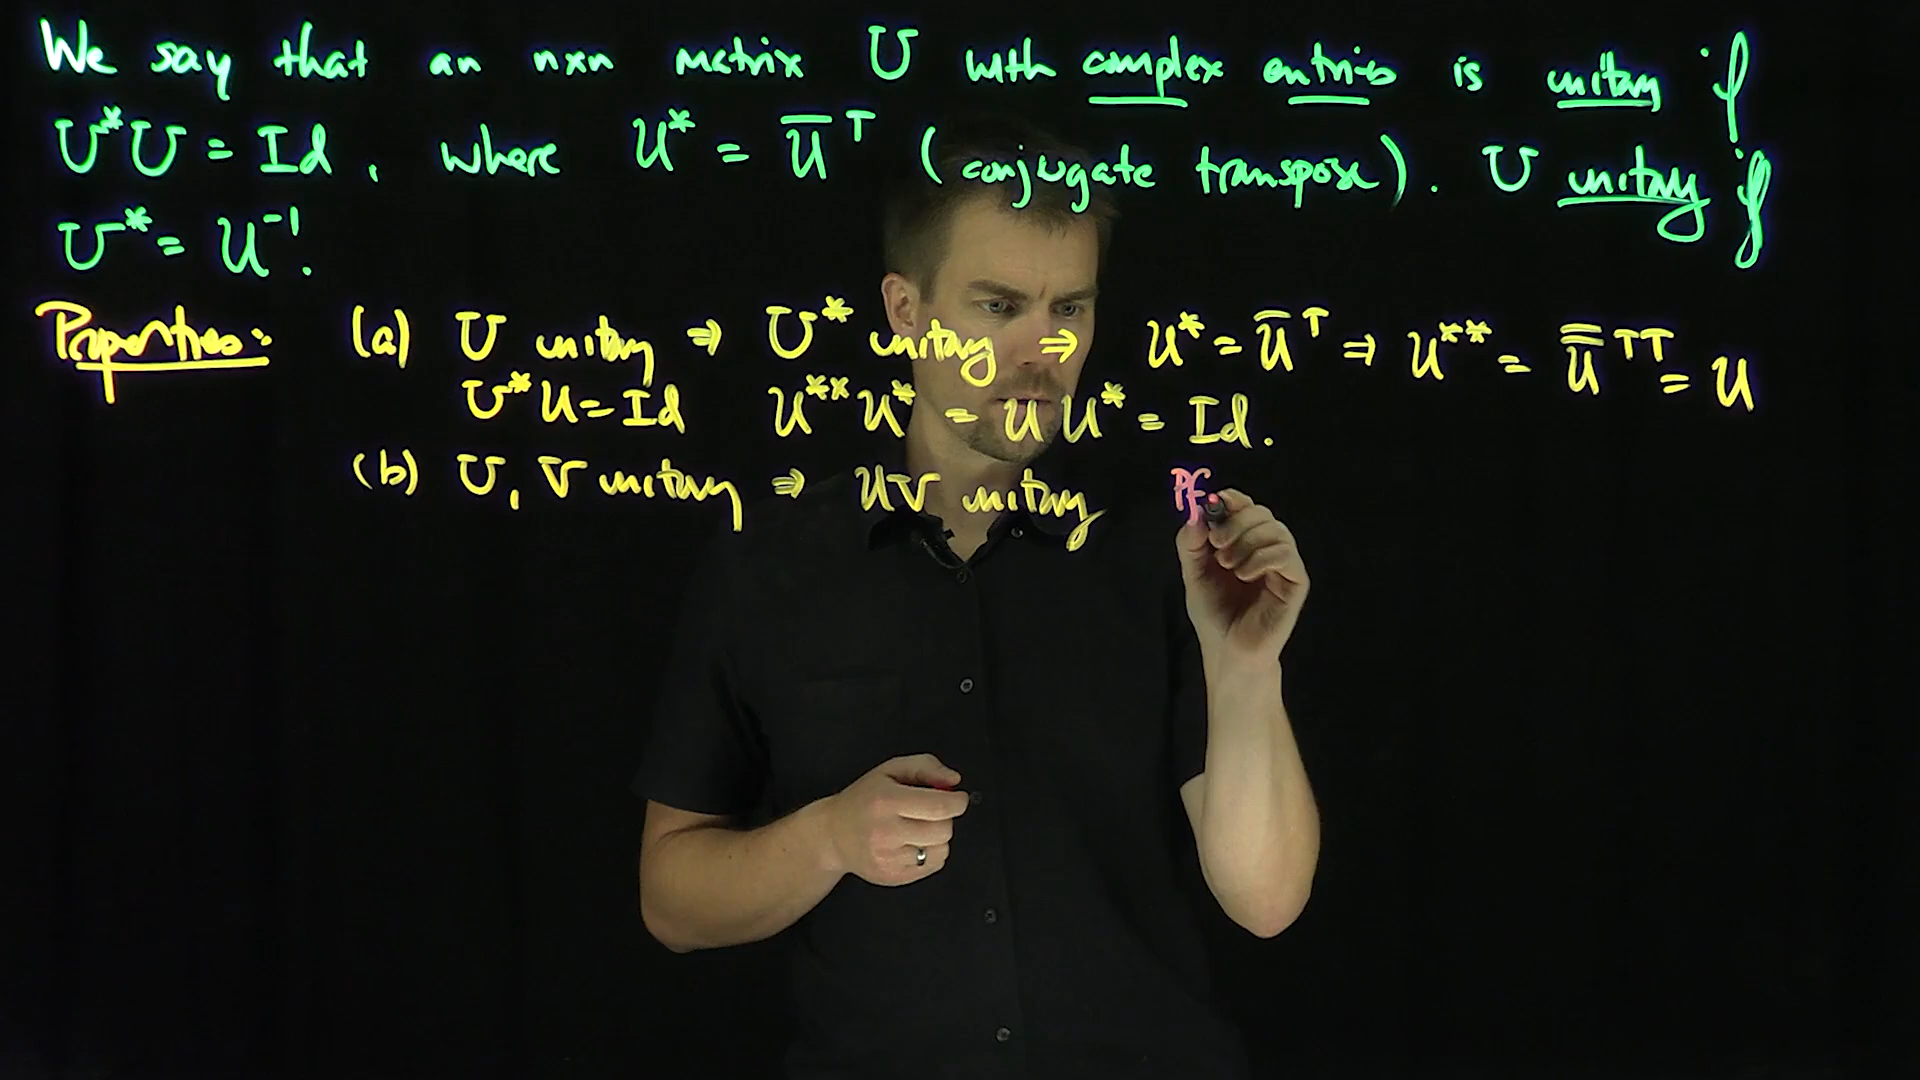 We say that an nxn matrix U with complex entries is unitary if
U*U = Id, where U* = U̅ᵀ (conjugate transpose). U unitary if
U* = U⁻¹.
Properties: (a) U unitary ⇒ U* unitary ⇒ U* = U̅ᵀ ⇒ U** = U̿ᵀᵀ = U
U*U = Id U**U* = UU* = Id.
(b) U, V unitary ⇒ UV unitary Pf.